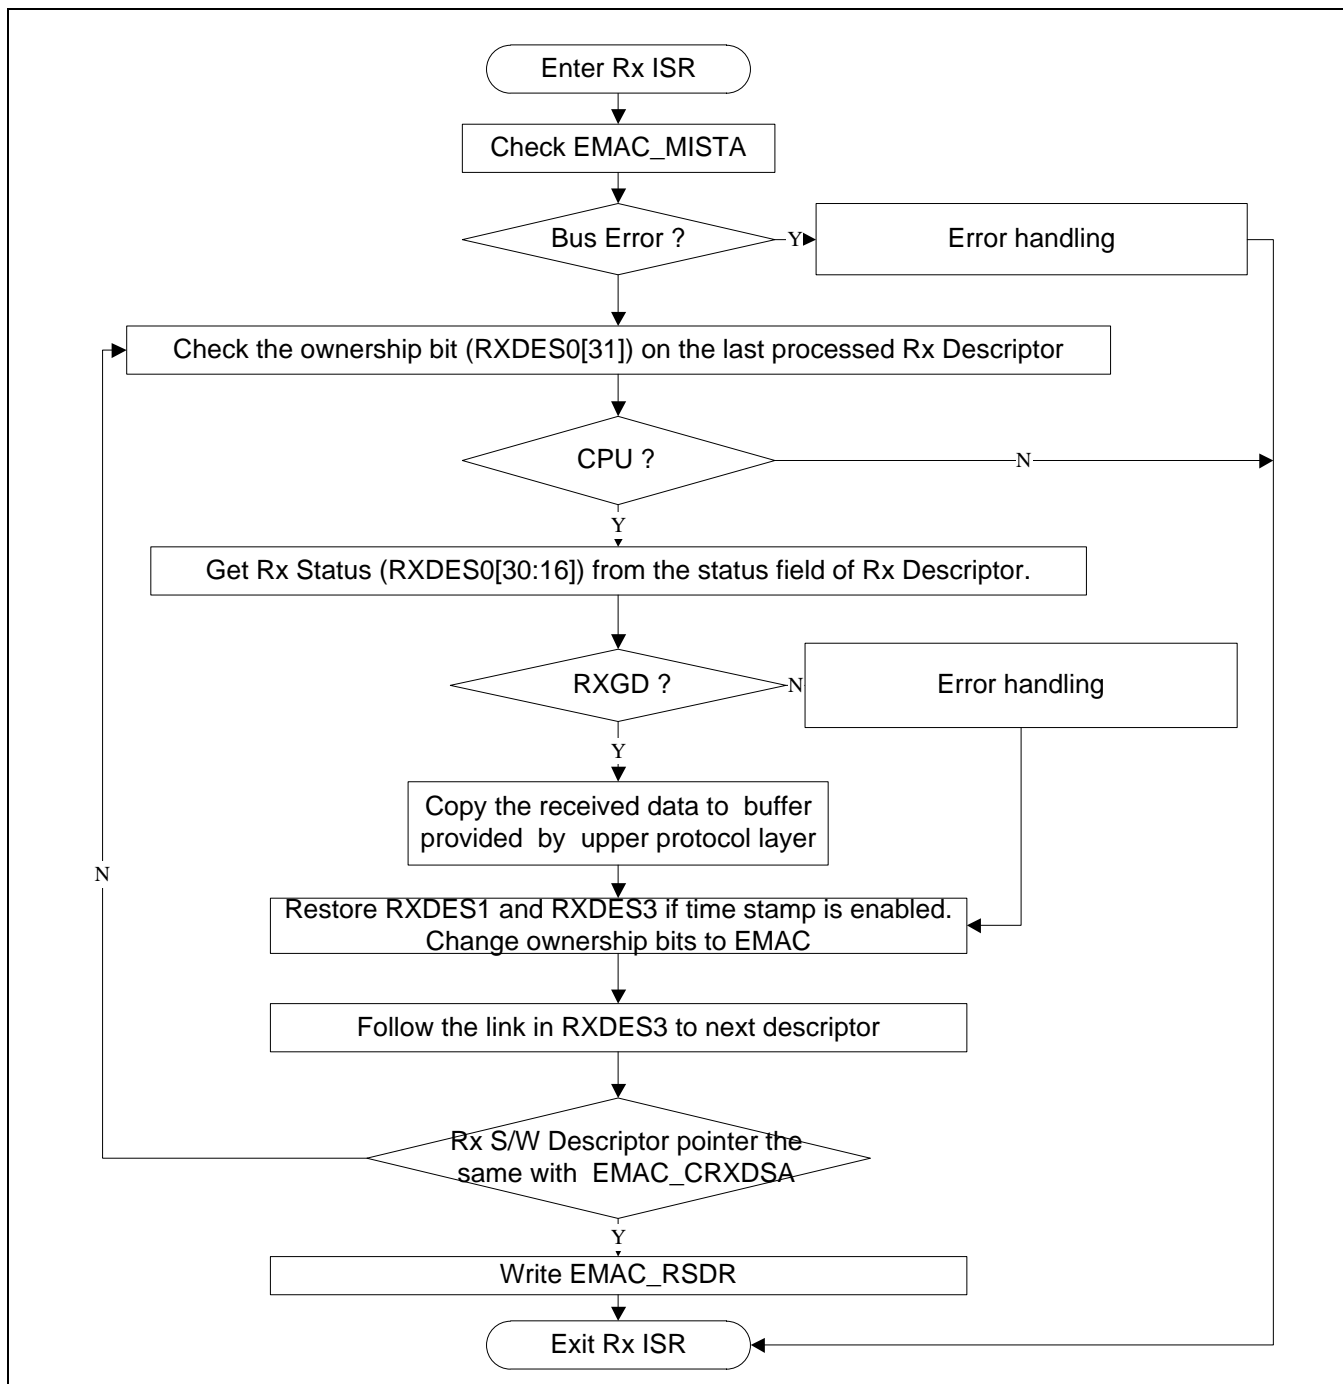 Enter Rx ISR
Check EMAC_MISTA
Bus Error ?
Y
Error handling
Check the ownership bit (RXDES0[31]) on the last processed Rx Descriptor
CPU ?
N
Y
Get Rx Status (RXDES0[30:16]) from the status field of Rx Descriptor.
RXGD ?
N
Error handling
Y
Copy the received data to buffer
provided by upper protocol layer
N
Restore RXDES1 and RXDES3 if time stamp is enabled.
Change ownership bits to EMAC
Follow the link in RXDES3 to next descriptor
Rx S/W Descriptor pointer the
same with EMAC_CRXDSA
Y
Write EMAC_RSDR
Exit Rx ISR